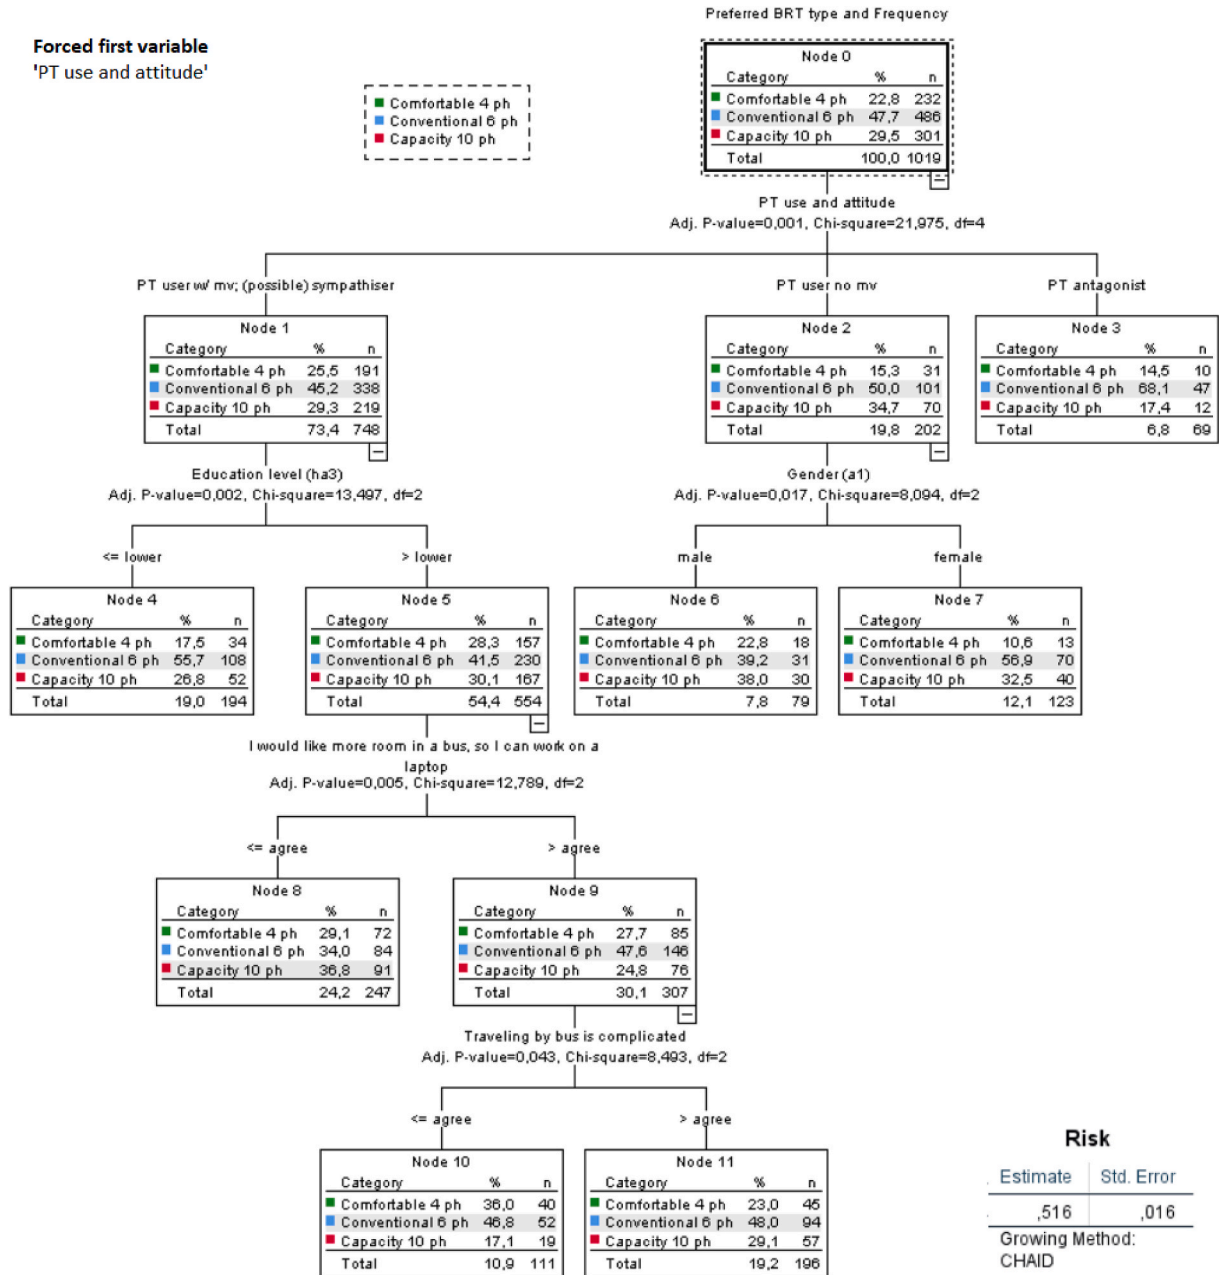 Preferred BRT type and Frequency
Forced first variable
'PT use and attitude'
Comfortable 4 ph
Conventional 6 ph
Capacity 10 ph
Node 0
Category % n
Comfortable 4 ph 22,8 232
Conventional 6 ph 47,7 486
Capacity 10 ph 29,5 301
Total 100,0 1019
PT use and attitude
Adj. P-value=0,001, Chi-square=21,975, df=4
PT user w/ mv; (possible) sympathiser
PT user no mv
PT antagonist
Node 1
Category % n
Comfortable 4 ph 25,5 191
Conventional 6 ph 45,2 338
Capacity 10 ph 29,3 219
Total 73,4 748
Node 2
Category % n
Comfortable 4 ph 15,3 31
Conventional 6 ph 50,0 101
Capacity 10 ph 34,7 70
Total 19,8 202
Node 3
Category % n
Comfortable 4 ph 14,5 10
Conventional 6 ph 68,1 47
Capacity 10 ph 17,4 12
Total 6,8 69
Education level (ha3)
Adj. P-value=0,002, Chi-square=13,497, df=2
Gender (a1)
Adj. P-value=0,017, Chi-square=8,094, df=2
<= lower
> lower
male
female
Node 4
Category % n
Comfortable 4 ph 17,5 34
Conventional 6 ph 55,7 108
Capacity 10 ph 26,8 52
Total 19,0 194
Node 5
Category % n
Comfortable 4 ph 28,3 157
Conventional 6 ph 41,5 230
Capacity 10 ph 30,1 167
Total 54,4 554
Node 6
Category % n
Comfortable 4 ph 22,8 18
Conventional 6 ph 39,2 31
Capacity 10 ph 38,0 30
Total 7,8 79
Node 7
Category % n
Comfortable 4 ph 10,6 13
Conventional 6 ph 56,9 70
Capacity 10 ph 32,5 40
Total 12,1 123
I would like more room in a bus, so I can work on a
laptop
Adj. P-value=0,005, Chi-square=12,789, df=2
<= agree
> agree
Node 8
Category % n
Comfortable 4 ph 29,1 72
Conventional 6 ph 34,0 84
Capacity 10 ph 36,8 91
Total 24,2 247
Node 9
Category % n
Comfortable 4 ph 27,7 85
Conventional 6 ph 47,6 146
Capacity 10 ph 24,8 76
Total 30,1 307
Traveling by bus is complicated
Adj. P-value=0,043, Chi-square=8,493, df=2
<= agree
> agree
Node 10
Category % n
Comfortable 4 ph 36,0 40
Conventional 6 ph 46,8 52
Capacity 10 ph 17,1 19
Total 10,9 111
Node 11
Category % n
Comfortable 4 ph 23,0 45
Conventional 6 ph 48,0 94
Capacity 10 ph 29,1 57
Total 19,2 196
Risk
Estimate Std. Error
,516 ,016
Growing Method:
CHAID